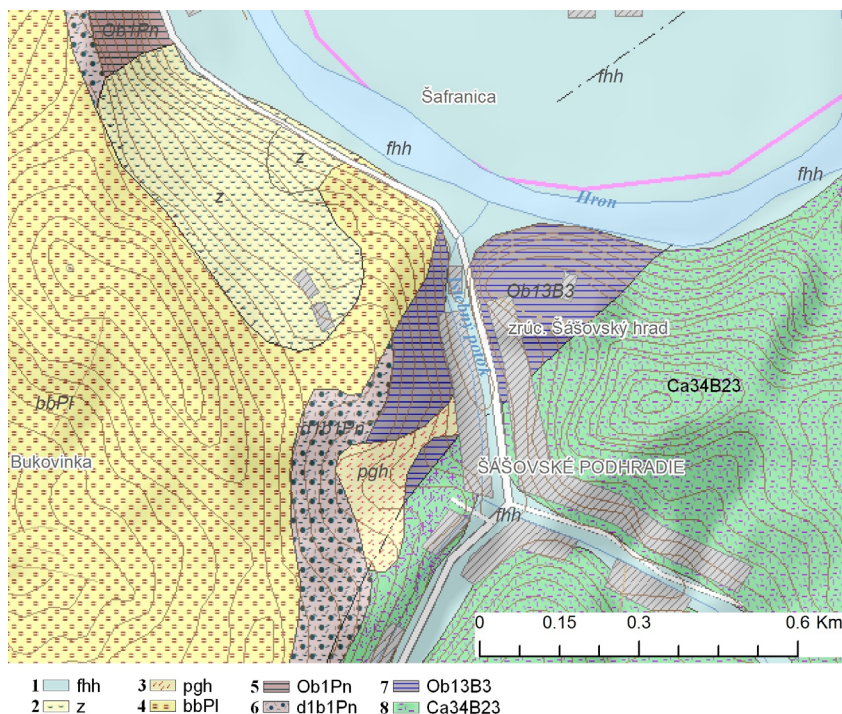 Ob1Pn
fhh
Šafranica
z
fhh
fhh
z
Hron
Ob13B3
zrúc. Šášovský hrad
bbPl
Ca34B23
d1b1Pn
Bukovinka
pgh
ŠÁŠOVSKÉ PODHRADIE
fhh
0 0.15 0.3 0.6 Km
1 fhh 3 pgh 5 Ob1Pn 7 Ob13B3
2 z 4 bbPl 6 d1b1Pn 8 Ca34B23